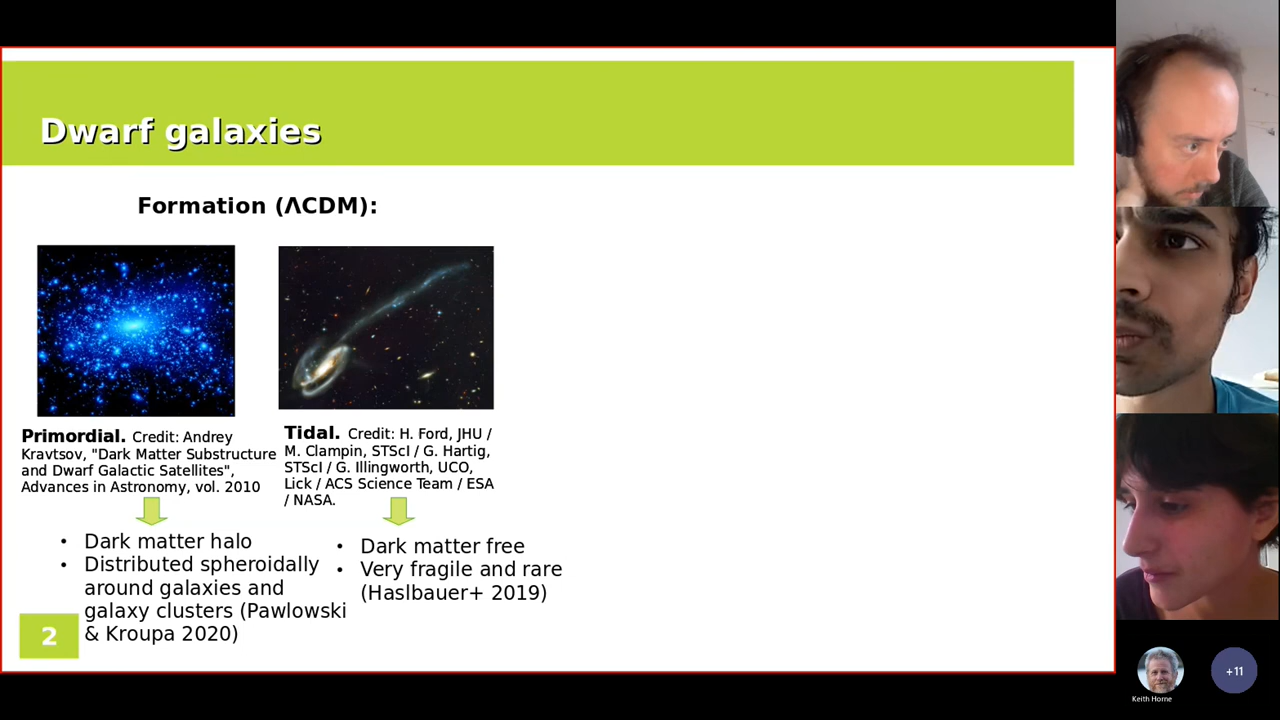 Dwarf galaxies
Formation (ΛCDM):
Primordial. Credit: Andrey
Kravtsov, "Dark Matter Substructure
and Dwarf Galactic Satellites",
Advances in Astronomy, vol. 2010
Tidal. Credit: H. Ford, JHU /
M. Clampin, STScI / G. Hartig,
STScI / G. Illingworth, UCO,
Lick / ACS Science Team / ESA
/ NASA.
• Dark matter halo
• Distributed spheroidally
around galaxies and
galaxy clusters (Pawlowski
& Kroupa 2020)
• Dark matter free
• Very fragile and rare
(Haslbauer+ 2019)
2
Keith Horne
+11